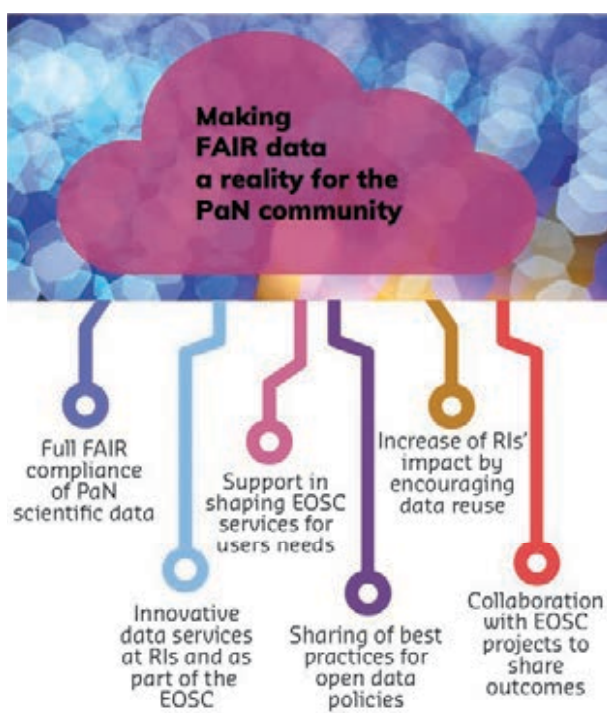 Making
FAIR data
a reality for the
PaN community
Full FAIR
compliance
of PaN
scientific data
Innovative
data services
at RIs and as
part of the
EOSC
Support in
shaping EOSC
services for
users needs
Sharing of best
practices for
open data
policies
Increase of RIs'
impact by
encouraging
data reuse
Collaboration
with EOSC
projects to
share
outcomes